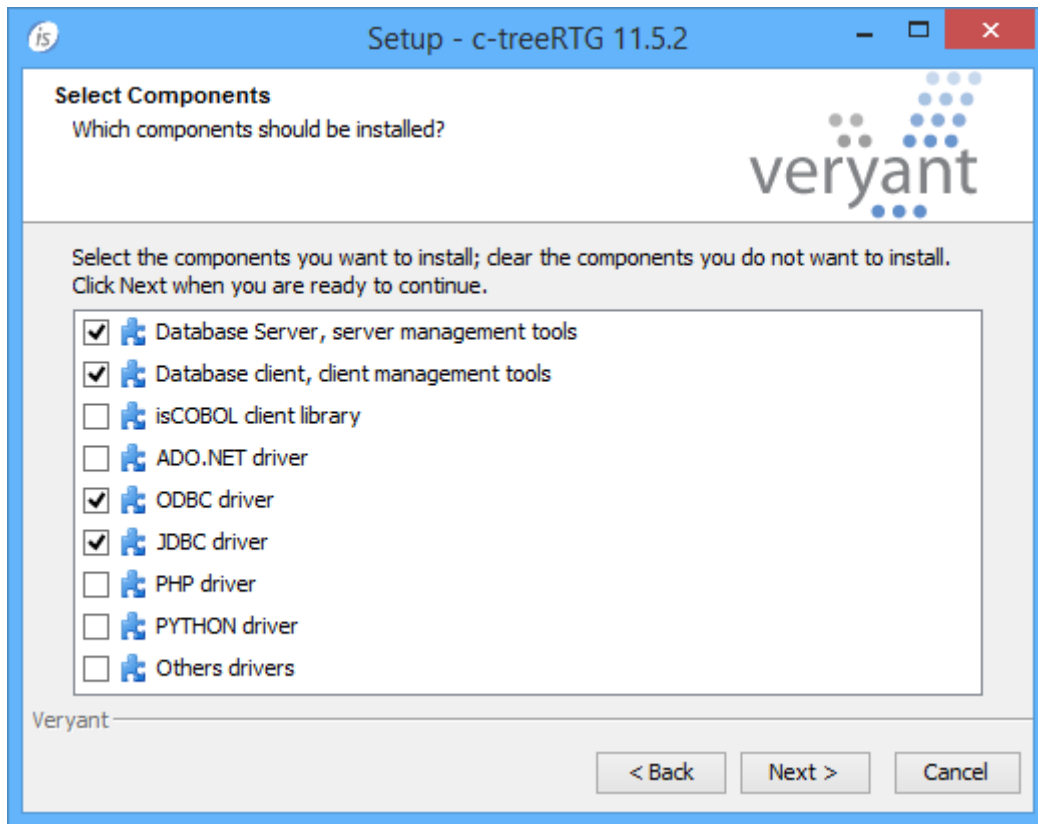 is
Setup - c-treeRTG 11.5.2
Select Components
Which components should be installed?
veryant
Select the components you want to install; clear the components you do not want to install.
Click Next when you are ready to continue.
Database Server, server management tools
Database client, client management tools
isCOBOL client library
ADO.NET driver
ODBC driver
JDBC driver
PHP driver
PYTHON driver
Others drivers
Veryant
< Back Next > Cancel